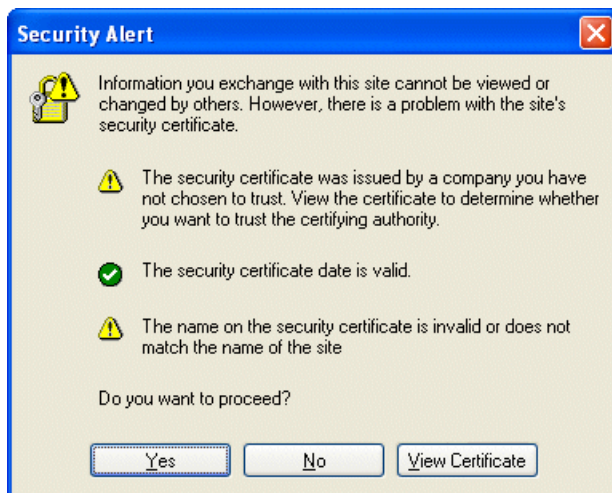 Security Alert
Information you exchange with this site cannot be viewed or
changed by others. However, there is a problem with the site's
security certificate.
The security certificate was issued by a company you have
not chosen to trust. View the certificate to determine whether
you want to trust the certifying authority.
The security certificate date is valid.
The name on the security certificate is invalid or does not
match the name of the site
Do you want to proceed?
Yes
No
View Certificate